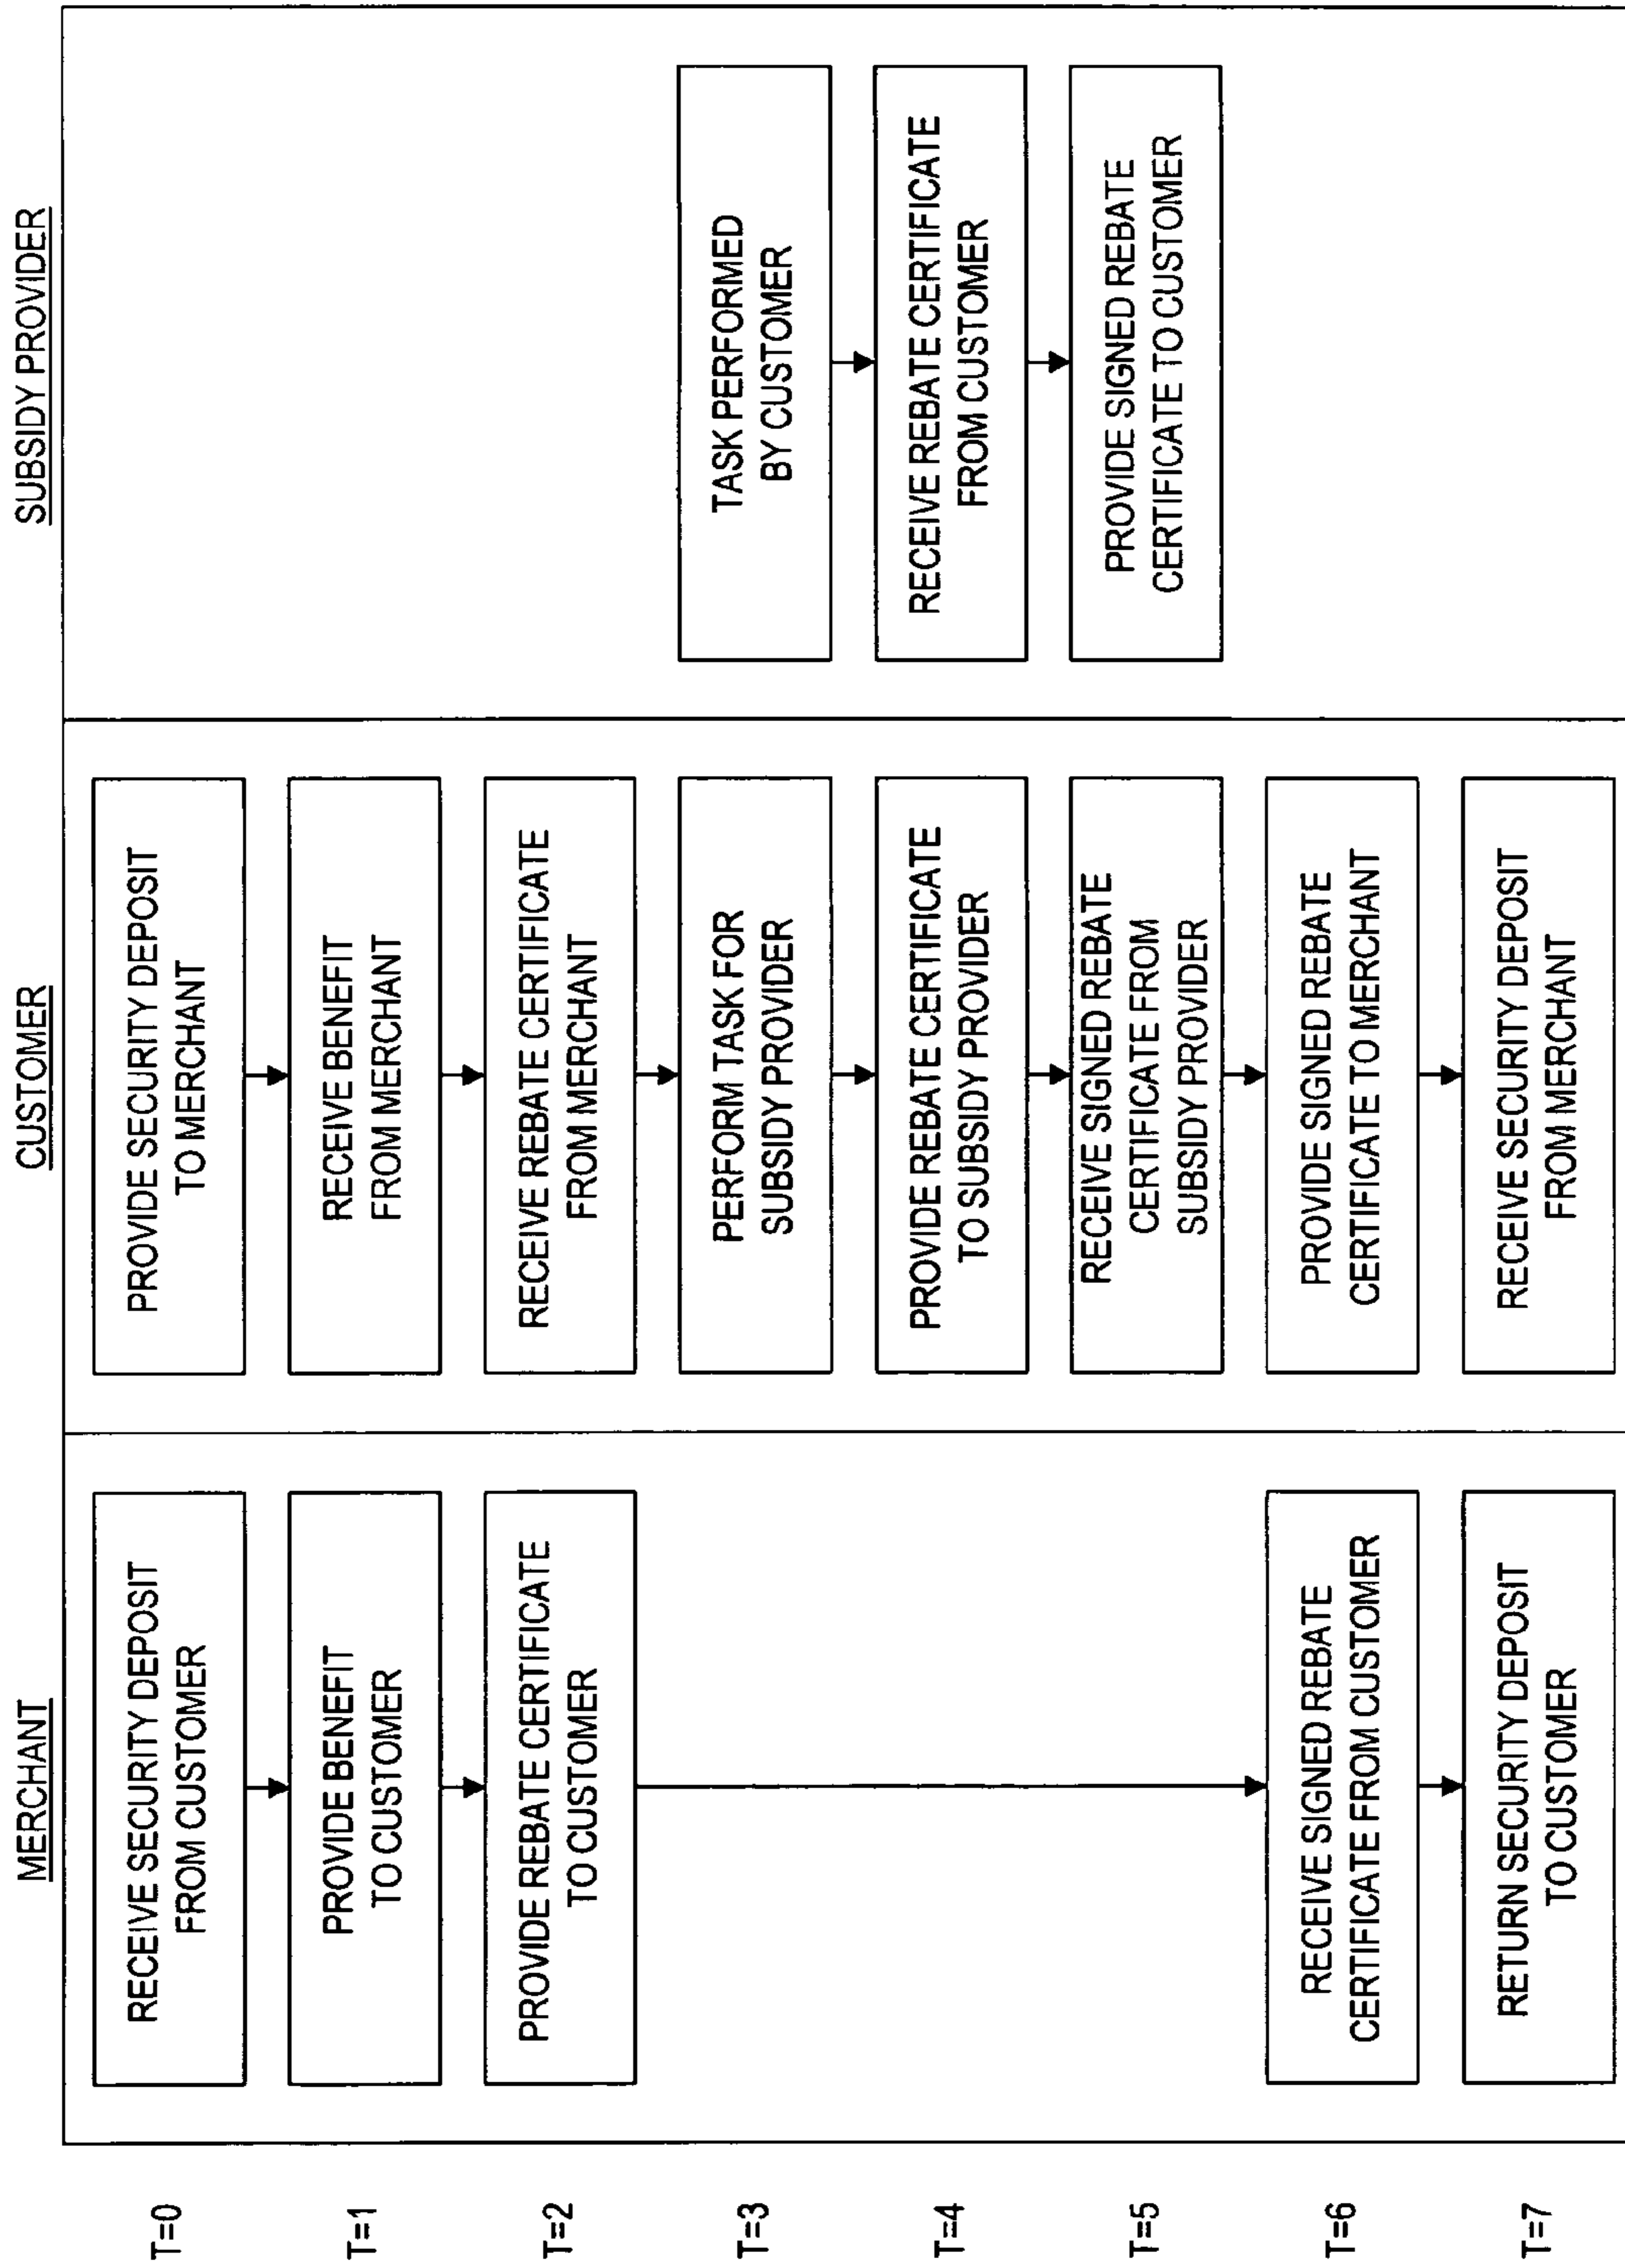 MERCHANT
CUSTOMER
SUBSIDY PROVIDER
T=0
RECEIVE SECURITY DEPOSIT
FROM CUSTOMER
PROVIDE SECURITY DEPOSIT
TO MERCHANT
T=1
PROVIDE BENEFIT
TO CUSTOMER
RECEIVE BENEFIT
FROM MERCHANT
T=2
PROVIDE REBATE CERTIFICATE
TO CUSTOMER
RECEIVE REBATE CERTIFICATE
FROM MERCHANT
T=3
PERFORM TASK FOR
SUBSIDY PROVIDER
TASK PERFORMED
BY CUSTOMER
T=4
PROVIDE REBATE CERTIFICATE
TO SUBSIDY PROVIDER
RECEIVE REBATE CERTIFICATE
FROM CUSTOMER
T=5
RECEIVE SIGNED REBATE
CERTIFICATE FROM
SUBSIDY PROVIDER
PROVIDE SIGNED REBATE
CERTIFICATE TO CUSTOMER
T=6
RECEIVE SIGNED REBATE
CERTIFICATE FROM CUSTOMER
PROVIDE SIGNED REBATE
CERTIFICATE TO MERCHANT
T=7
RETURN SECURITY DEPOSIT
TO CUSTOMER
RECEIVE SECURITY DEPOSIT
FROM MERCHANT